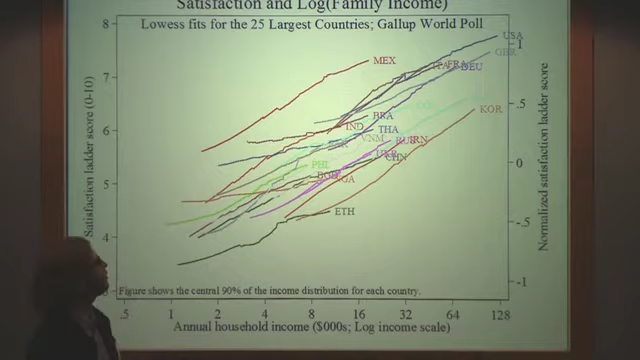 Satisfaction and Log(Family Income)
Lowess fits for the 25 Largest Countries; Gallup World Poll
Satisfaction ladder score (0-10)
8
7
6
5
4
Normalized satisfaction ladder score
1
.5
0
-.5
-1
USA
GBR
FRA
DEU
MEX
KOR
BRA
IND
THA
VNM
IRN
CHN
PHL
ETH
Figure shows the central 90% of the income distribution for each country.
.5 1 2 4 8 16 32 64 128
Annual household income ($000s; Log income scale)